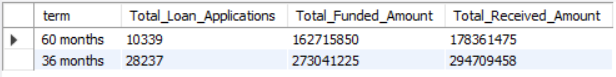 term Total_Loan_Applications Total_Funded_Amount Total_Received_Amount
60 months 10339 162715850 178361475
36 months 28237 273041225 294709458